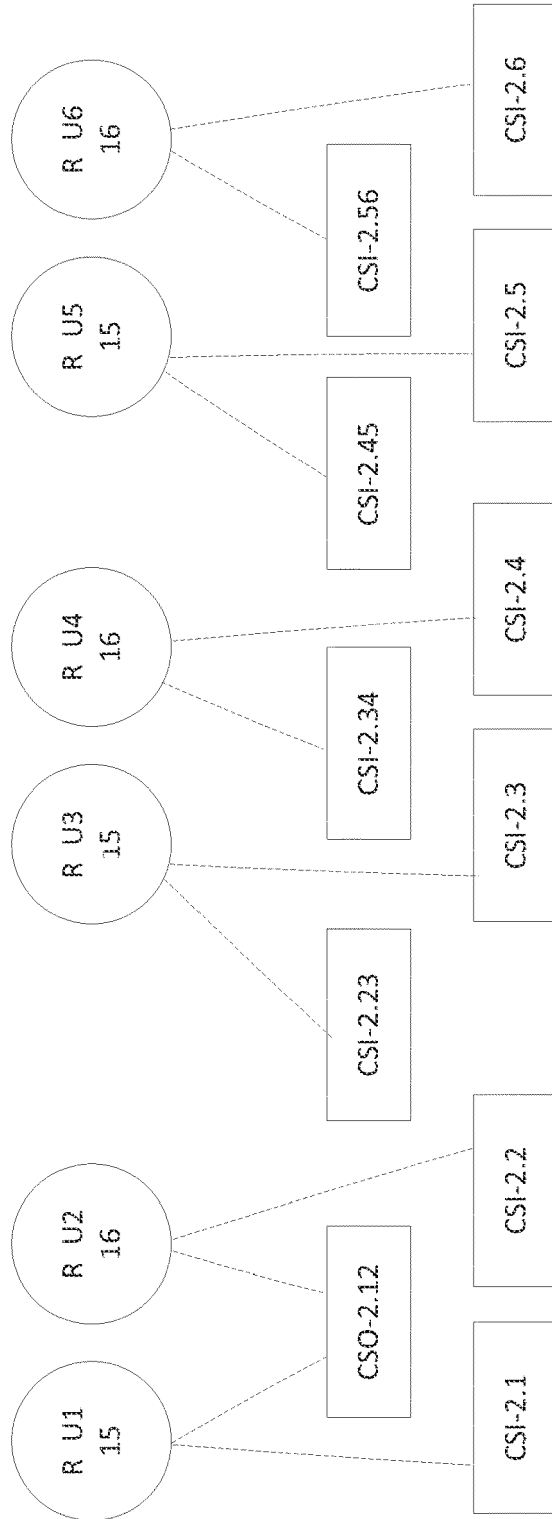 R U1
15
R U2
16
R U3
15
R U4
16
R U5
15
R U6
16
CSO-2.12
CSI-2.23
CSI-2.34
CSI-2.45
CSI-2.56
CSI-2.1
CSI-2.2
CSI-2.3
CSI-2.4
CSI-2.5
CSI-2.6